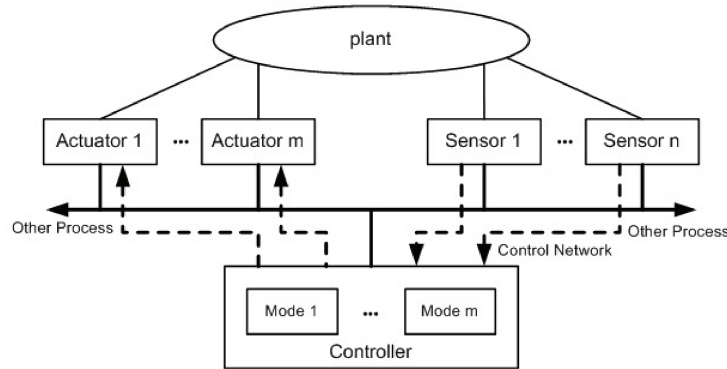 plant
Actuator 1 ... Actuator m Sensor 1 ... Sensor n
Other Process Other Process
Control Network
Mode 1 ... Mode m
Controller